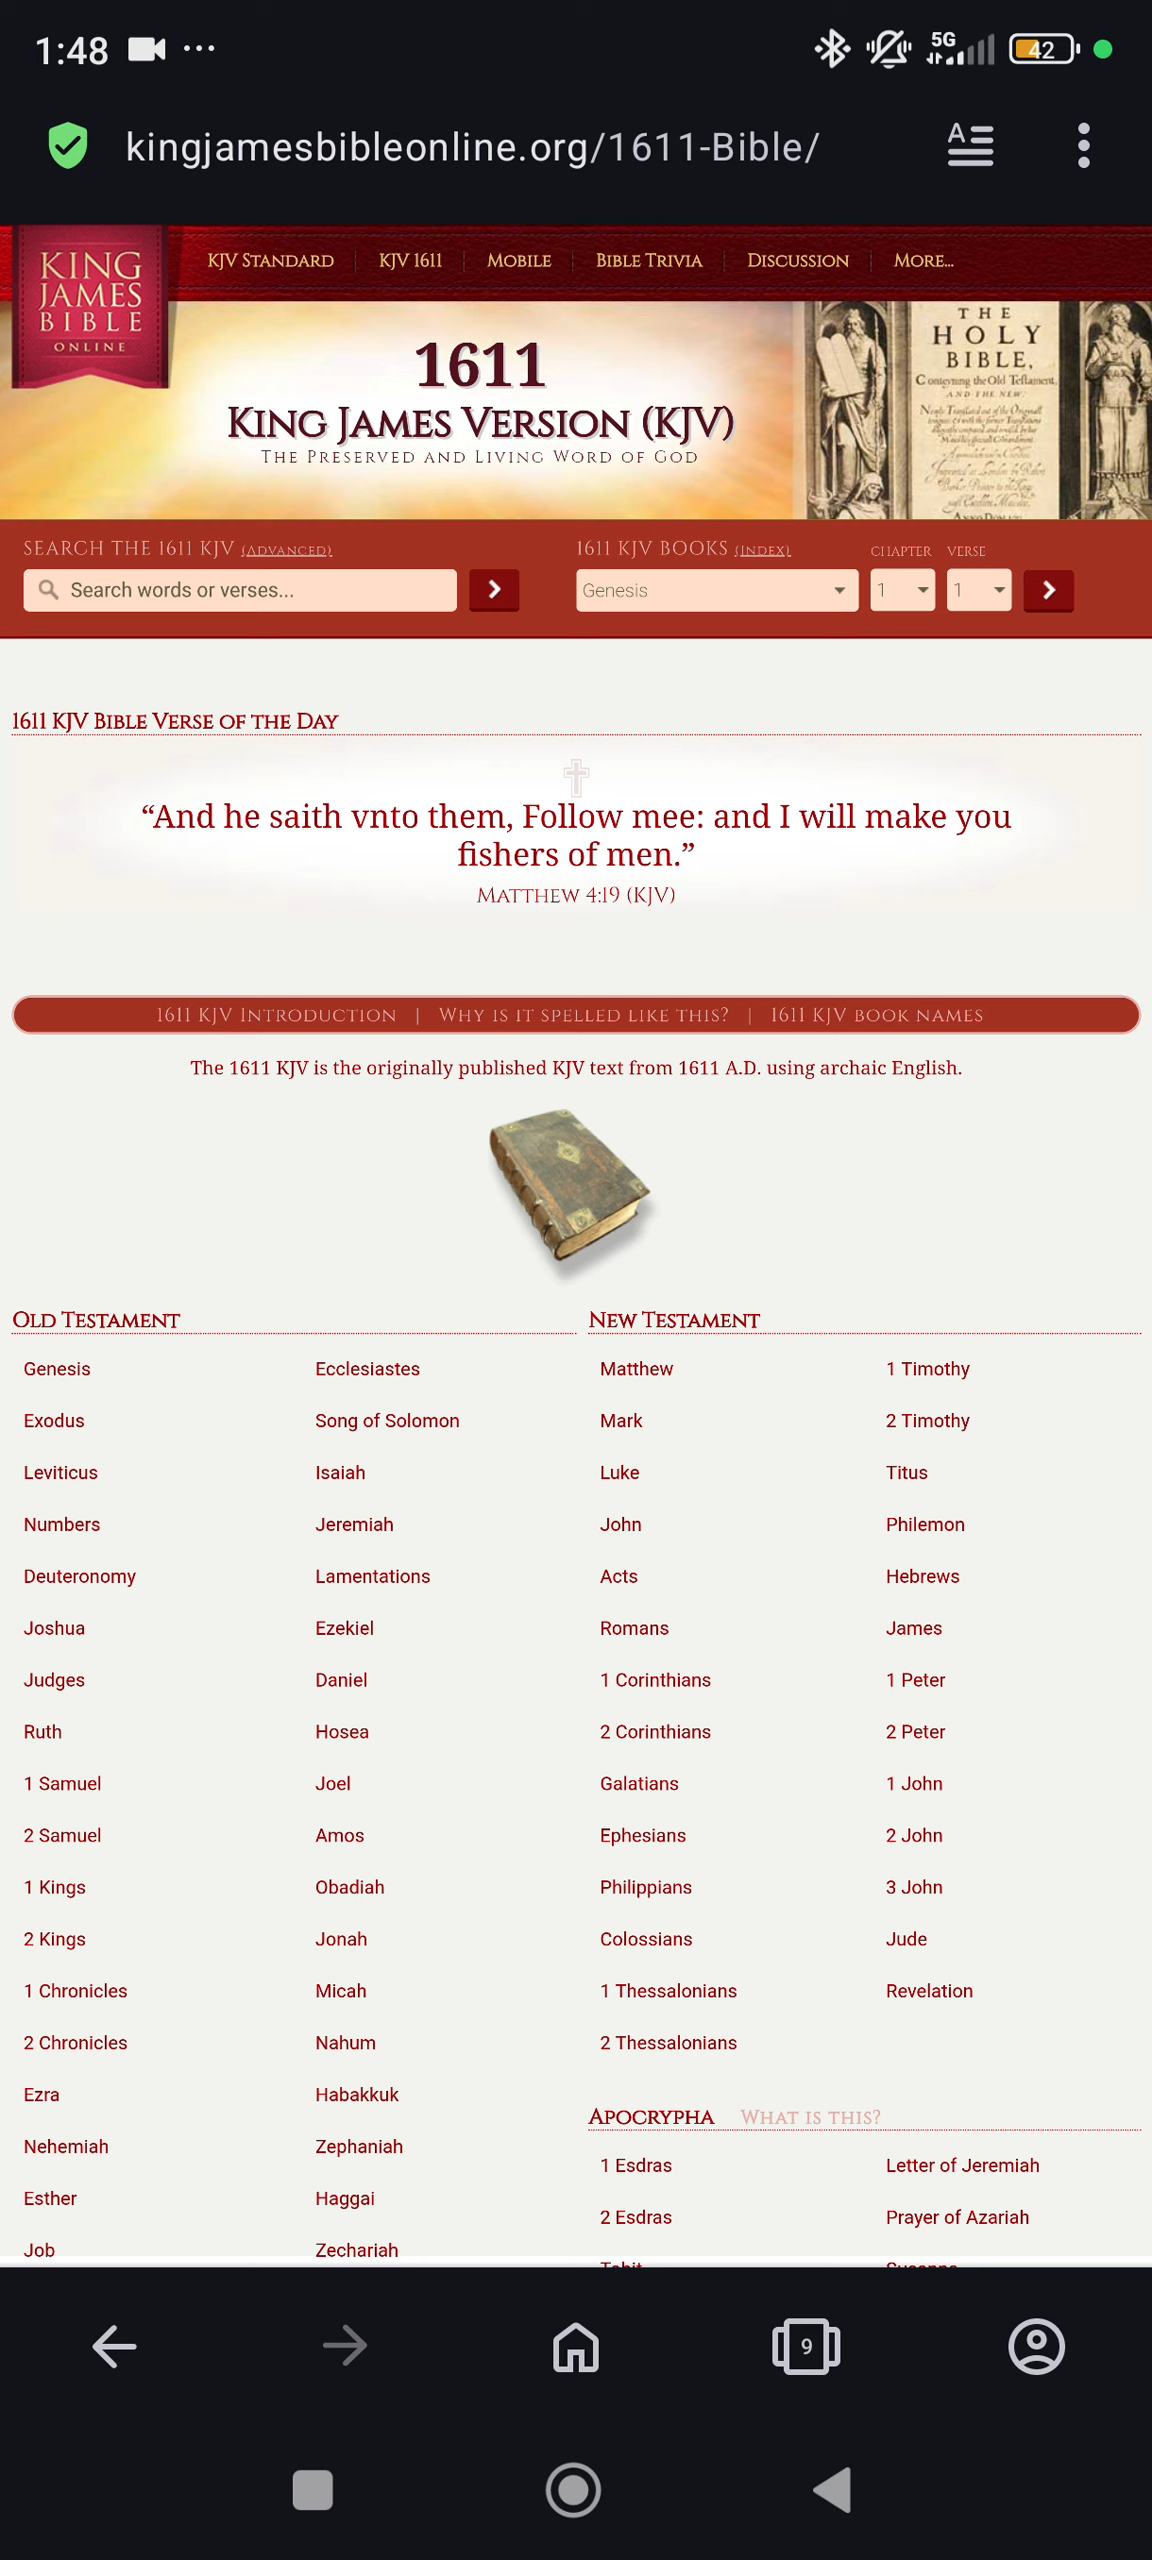 1:48
5G
42
kingjamesbibleonline.org/1611-Bible/
KING
JAMES
BIBLE
ONLINE
KJV Standard
KJV 1611
Mobile
Bible Trivia
Discussion
More...
1611
King James Version (KJV)
The Preserved and Living Word of God
THE
HOLY
BIBLE,
Conteyning the Old Testament,
AND THE NEW:
SEARCH THE 1611 KJV (Advanced)
Search words or verses...
1611 KJV BOOKS (Index)
Genesis
CHAPTER
1
VERSE
1
1611 KJV Bible Verse of the Day
“And he saith vnto them, Follow mee: and I will make you
fishers of men.”
Matthew 4:19 (KJV)
1611 KJV Introduction | Why is it spelled like this? | 1611 KJV book names
The 1611 KJV is the originally published KJV text from 1611 A.D. using archaic English.
Old Testament
Genesis
Exodus
Leviticus
Numbers
Deuteronomy
Joshua
Judges
Ruth
1 Samuel
2 Samuel
1 Kings
2 Kings
1 Chronicles
2 Chronicles
Ezra
Nehemiah
Esther
Job
Ecclesiastes
Song of Solomon
Isaiah
Jeremiah
Lamentations
Ezekiel
Daniel
Hosea
Joel
Amos
Obadiah
Jonah
Micah
Nahum
Habakkuk
Zephaniah
Haggai
Zechariah
New Testament
Matthew
Mark
Luke
John
Acts
Romans
1 Corinthians
2 Corinthians
Galatians
Ephesians
Philippians
Colossians
1 Thessalonians
2 Thessalonians
1 Timothy
2 Timothy
Titus
Philemon
Hebrews
James
1 Peter
2 Peter
1 John
2 John
3 John
Jude
Revelation
Apocrypha What is this?
1 Esdras
2 Esdras
Letter of Jeremiah
Prayer of Azariah
9